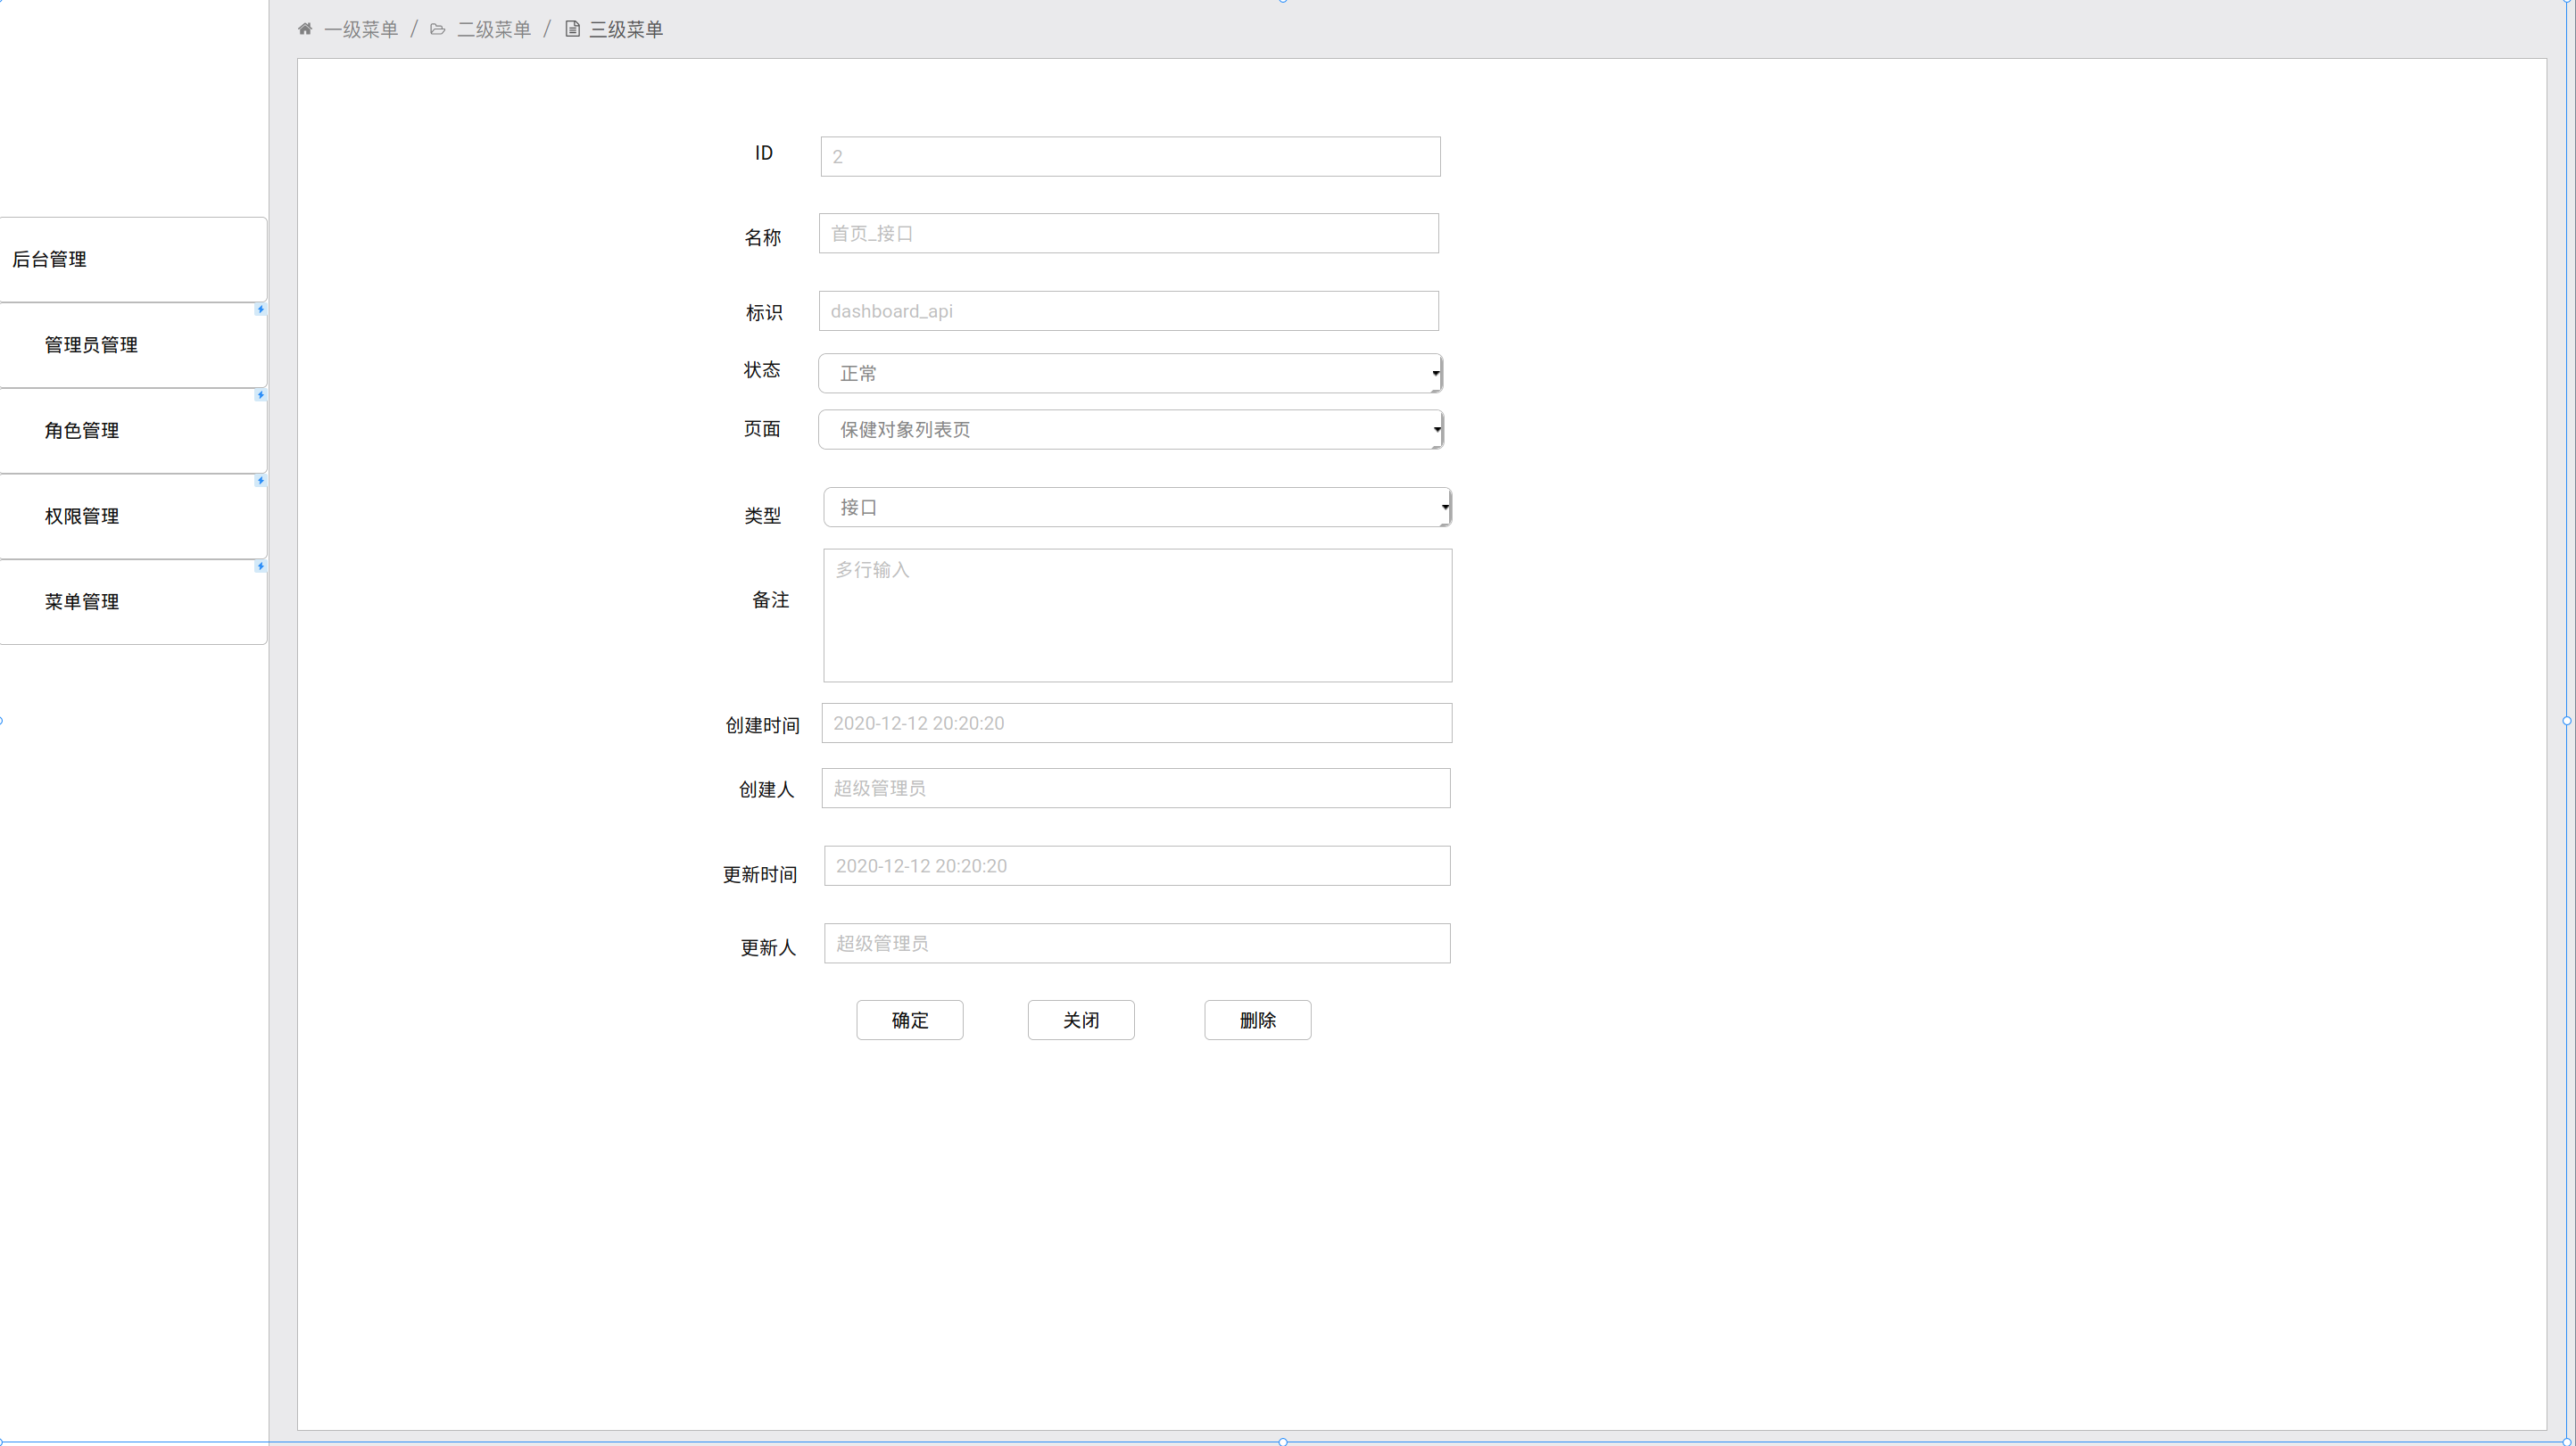 一级菜单 / 二级菜单 / 三级菜单
后台管理
管理员管理
角色管理
权限管理
菜单管理
ID 2
名称 首页_接口
标识 dashboard_api
状态 正常
页面 保健对象列表页
类型 接口
备注 多行输入
创建时间 2020-12-12 20:20:20
创建人 超级管理员
更新时间 2020-12-12 20:20:20
更新人 超级管理员
确定 关闭 删除